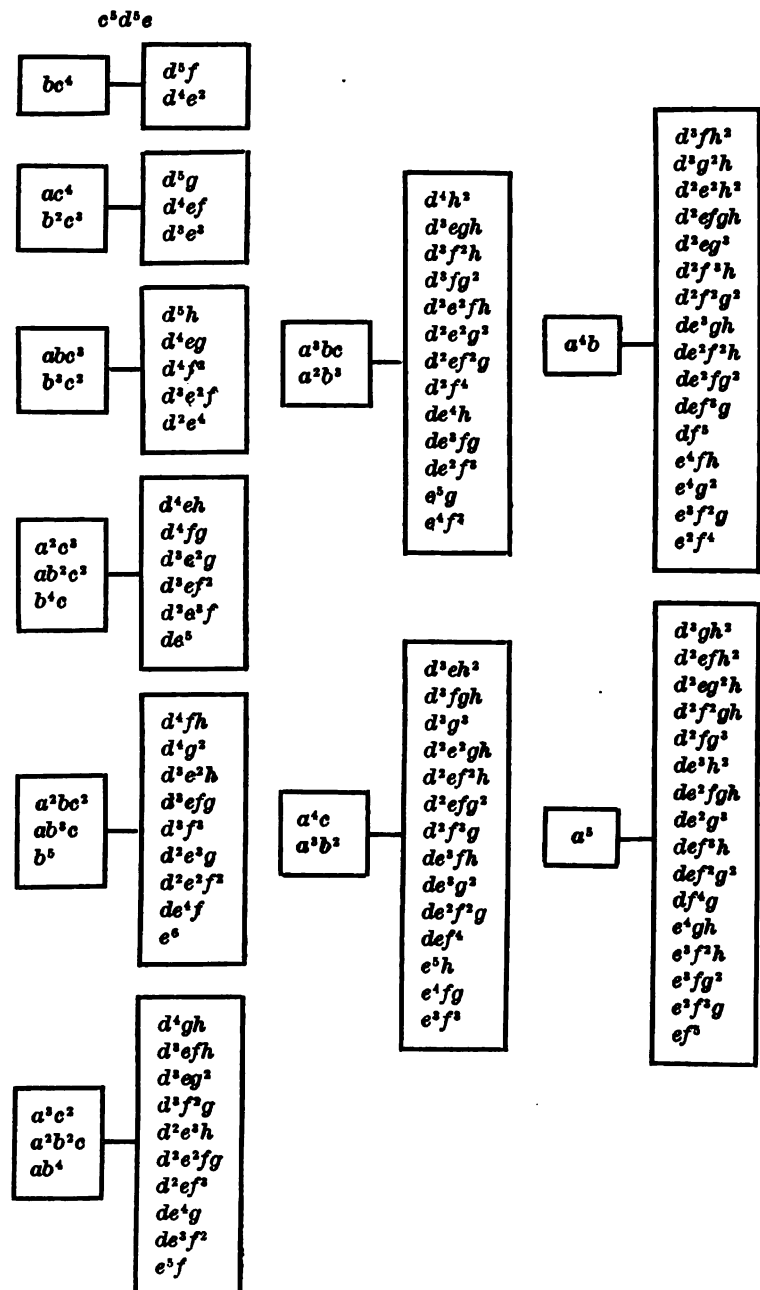 c⁵d⁵e
bc⁴
d⁵f
d⁴e²
ac⁴
b²c³
d⁵g
d⁴ef
d³e³
abc³
b³c²
d⁵h
d⁴eg
d⁴f²
d³e²f
d²e⁴
a²c³
ab²c²
b⁴c
d⁴eh
d⁴fg
d³e²g
d³ef²
d²e³f
de⁵
a²bc²
ab³c
b⁵
d⁴fh
d⁴g²
d³e²h
d³efg
d³f³
d²e³g
d²e²f²
de⁴f
e⁶
a³c²
a²b²c
ab⁴
d⁴gh
d³efh
d³eg²
d³f²g
d²e³h
d²e²fg
d²ef³
de⁴g
de³f²
e⁵f
a³bc
a²b³
d⁴h²
d³egh
d³f²h
d³fg²
d²e²fh
d²e²g²
d²ef²g
d²f⁴
de⁴h
de³fg
de²f³
e⁵g
e⁴f²
a⁴c
a³b²
d³eh²
d³fgh
d³g³
d²e²gh
d²ef²h
d²efg²
d²f³g
de³fh
de³g²
de²f²g
def⁴
e⁵h
e⁴fg
e³f³
a⁴b
d³fh²
d³g²h
d²e²h²
d²efgh
d²eg³
d²f³h
d²f²g²
de³gh
de²f²h
de²fg²
def³g
df⁵
e⁴fh
e⁴g²
e³f²g
e²f⁴
a⁵
d³gh²
d²efh²
d²eg²h
d²f²gh
d²fg³
de³h²
de²fgh
de²g³
def³h
def²g²
df⁴g
e⁴gh
e³f²h
e³fg²
e²f³g
ef⁵